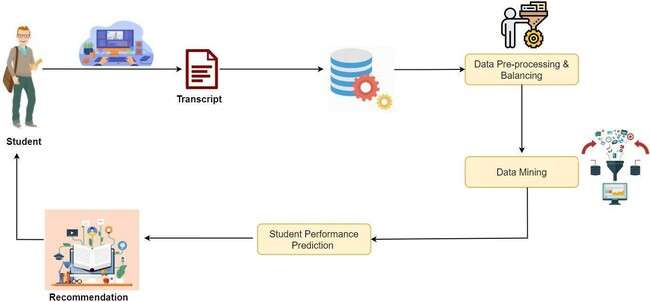 Data Pre-processing &
Balancing
Transcript
Student
Data Mining
Student Performance
Prediction
Recommendation